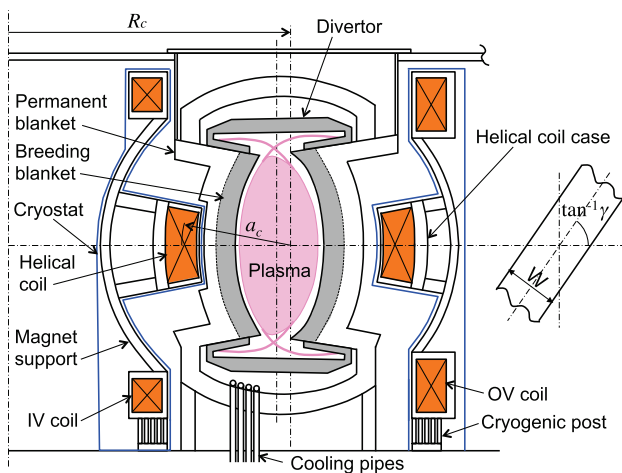 R_c
Divertor
Permanent
blanket
Breeding
blanket
Helical coil case
Cryostat
a_c
tan⁻¹γ
Helical
coil
Plasma
W
Magnet
support
IV coil
OV coil
Cryogenic post
Cooling pipes